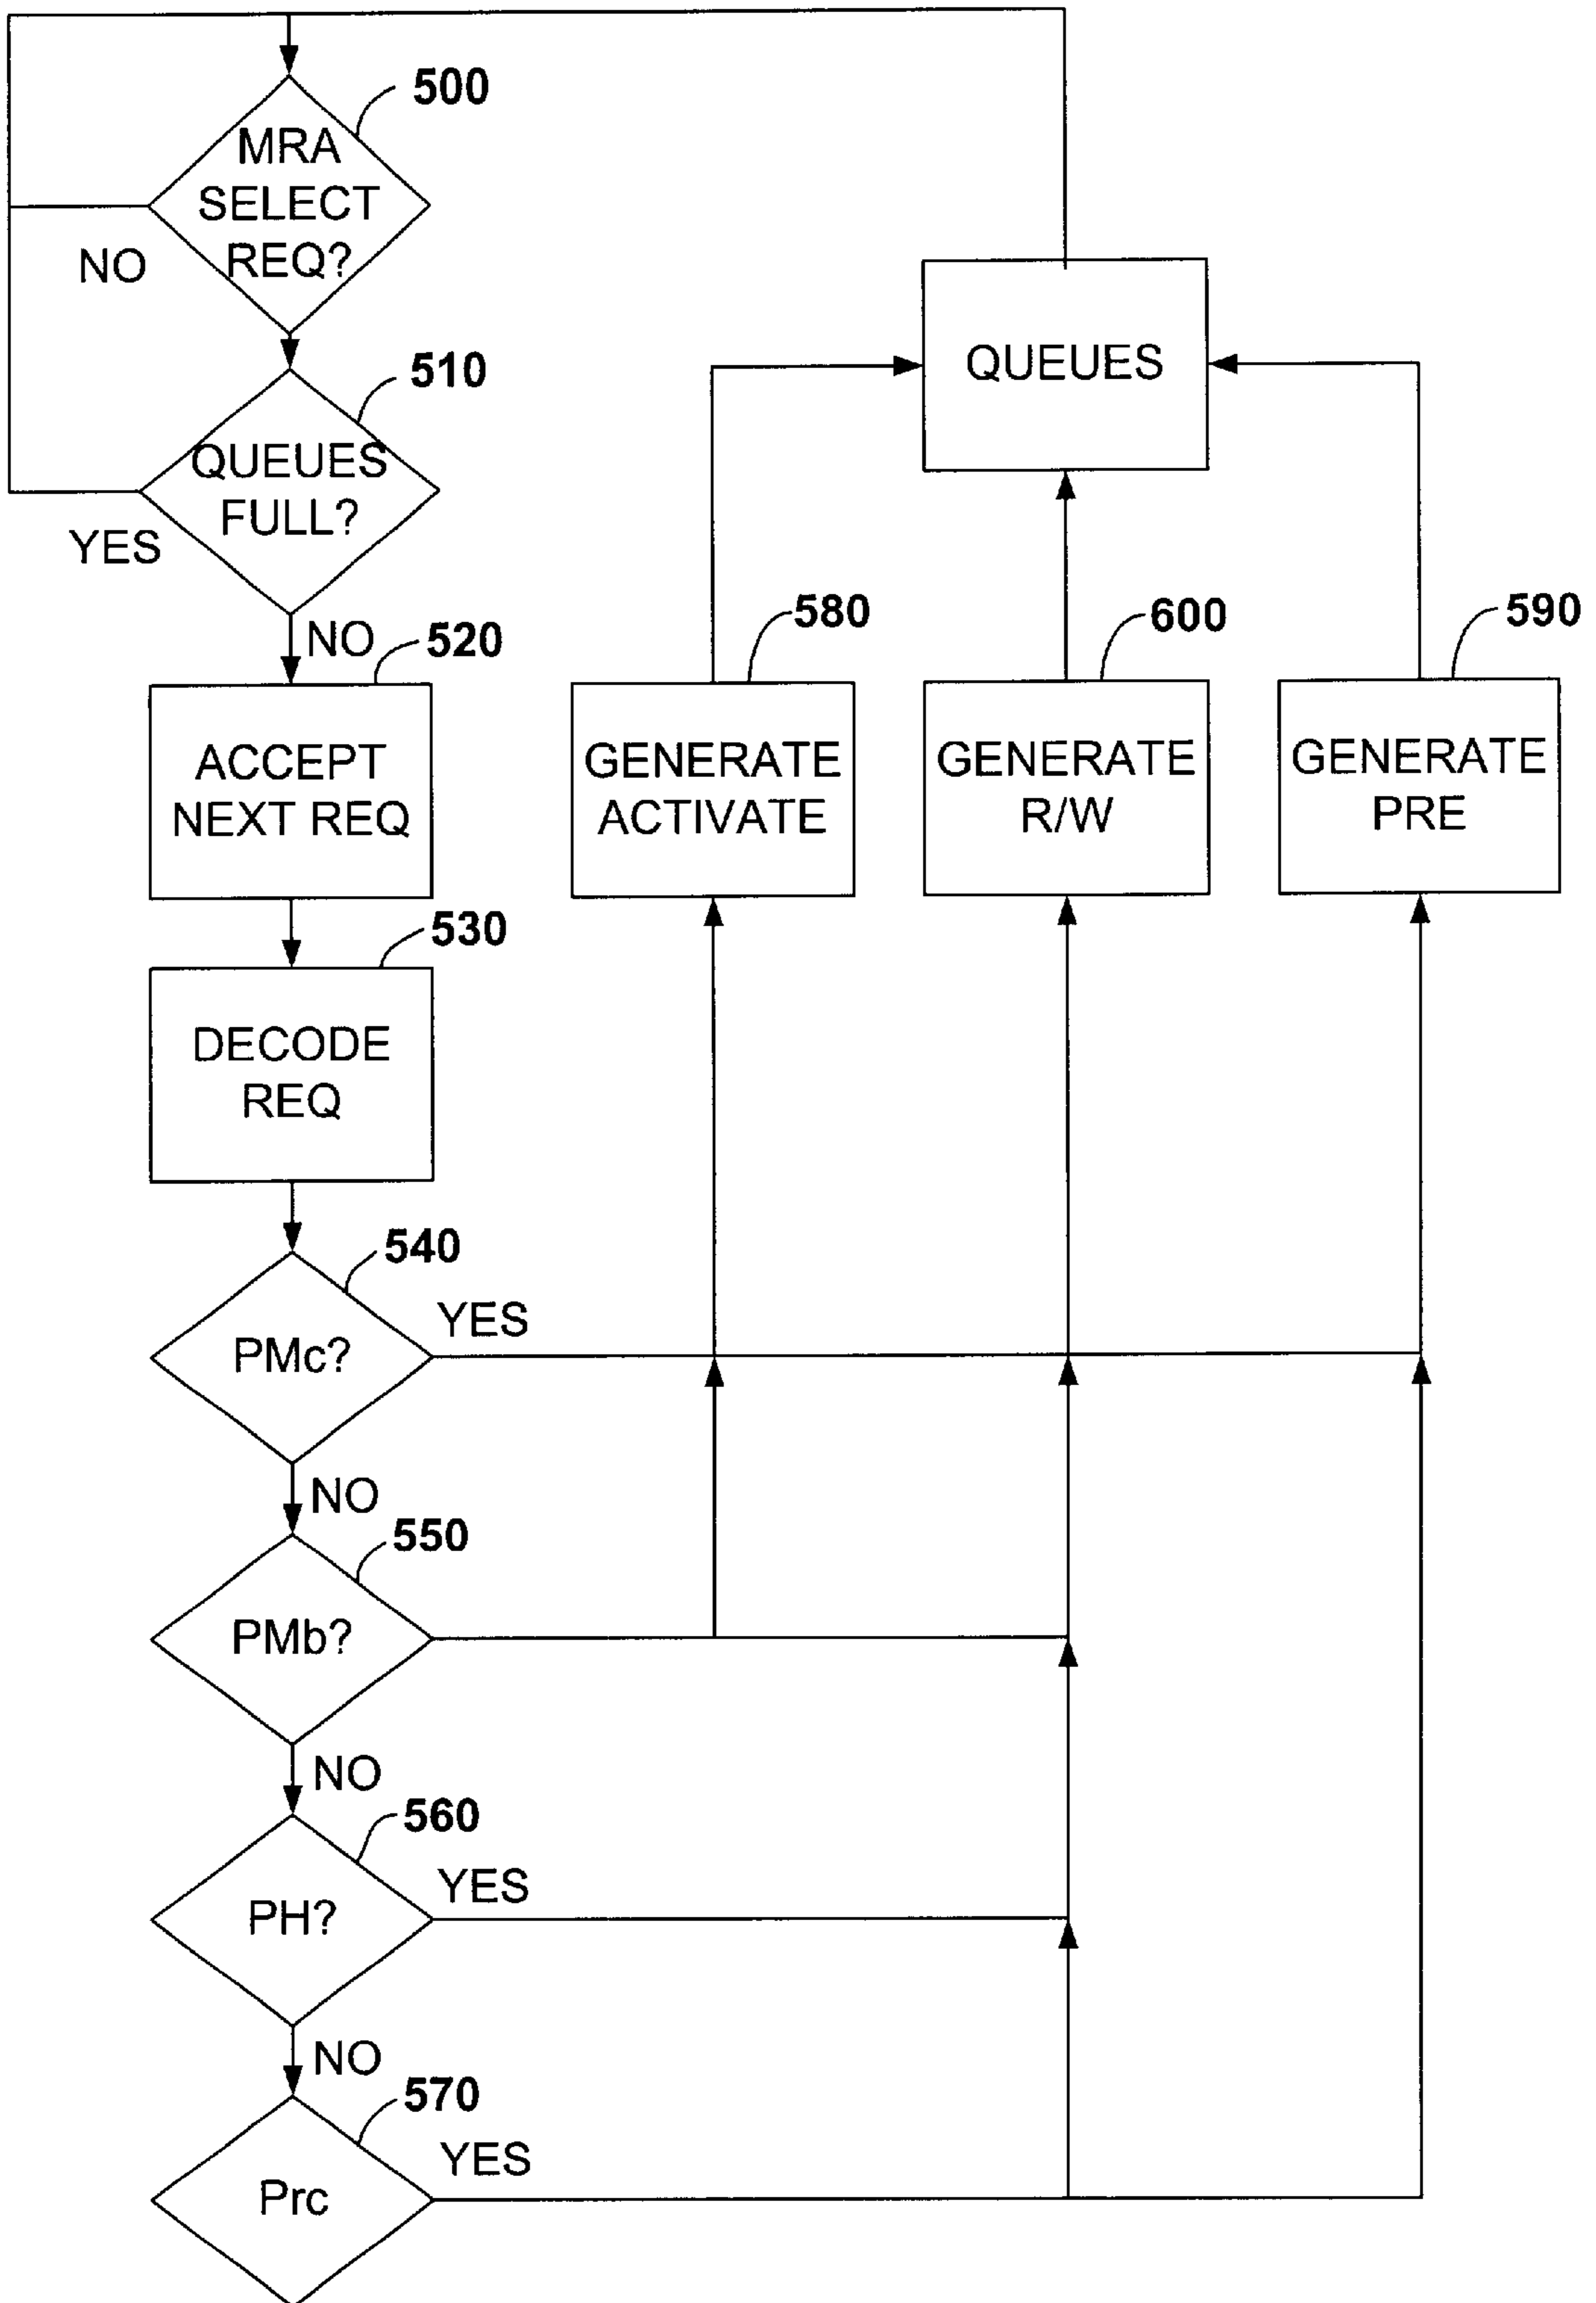 500
MRA
SELECT
REQ?
NO
510
QUEUES
FULL?
YES
NO
QUEUES
520
ACCEPT
NEXT REQ
580
GENERATE
ACTIVATE
600
GENERATE
R/W
590
GENERATE
PRE
530
DECODE
REQ
540
PMc?
YES
NO
550
PMb?
NO
560
PH?
YES
NO
570
Prc
YES